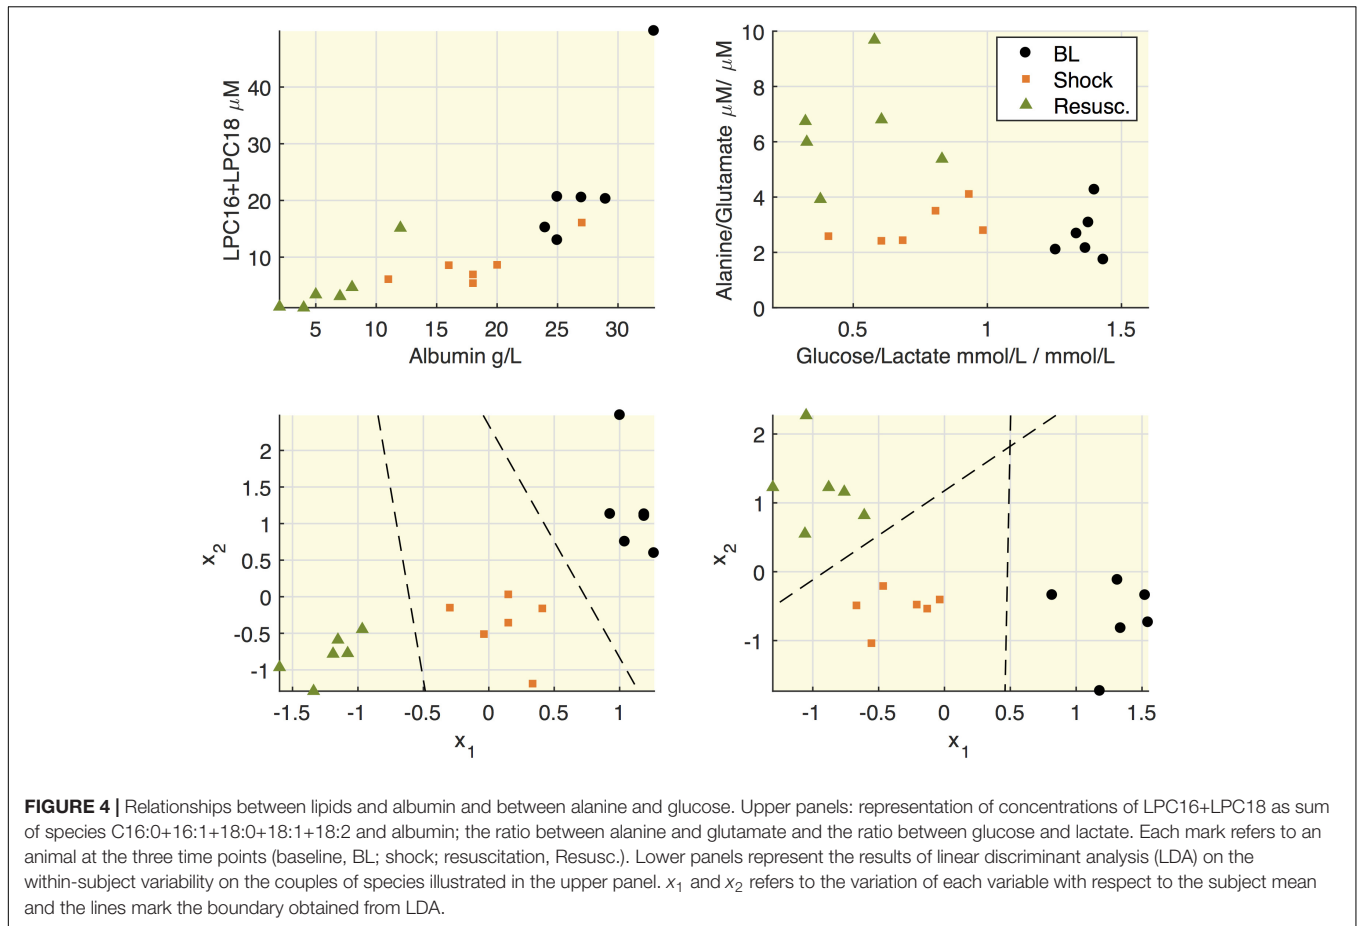 LPC16+LPC18 μM
40
30
20
10
5 10 15 20 25 30
Albumin g/L
Alanine/Glutamate μM/ μM
10
8
6
4
2
0
0.5 1 1.5
Glucose/Lactate mmol/L / mmol/L
BL
Shock
Resusc.
x2
2
1.5
1
0.5
0
-0.5
-1
-1.5 -1 -0.5 0 0.5 1
x1
x2
2
1
0
-1
-1 -0.5 0 0.5 1 1.5
x1
FIGURE 4 | Relationships between lipids and albumin and between alanine and glucose. Upper panels: representation of concentrations of LPC16+LPC18 as sum
of species C16:0+16:1+18:0+18:1+18:2 and albumin; the ratio between alanine and glutamate and the ratio between glucose and lactate. Each mark refers to an
animal at the three time points (baseline, BL; shock; resuscitation, Resusc.). Lower panels represent the results of linear discriminant analysis (LDA) on the
within-subject variability on the couples of species illustrated in the upper panel. x1 and x2 refers to the variation of each variable with respect to the subject mean
and the lines mark the boundary obtained from LDA.